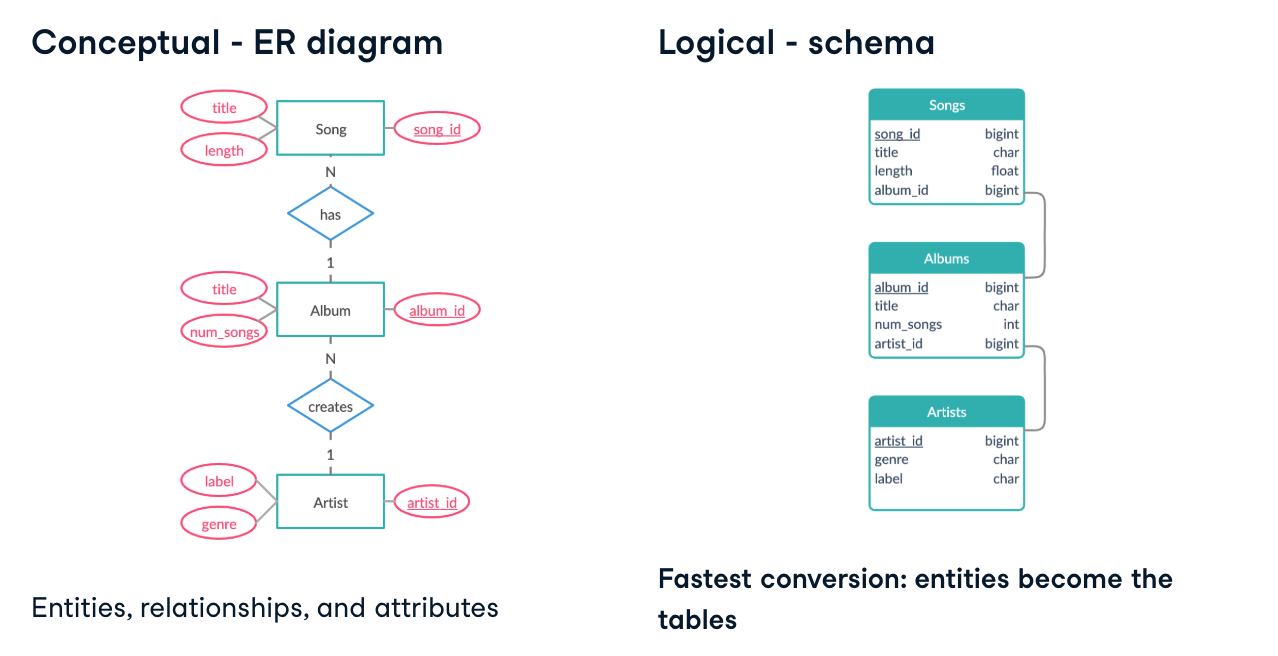 Conceptual - ER diagram
title
length
Song
song_id
N
has
1
title
num_songs
Album
album_id
N
creates
1
label
genre
Artist
artist_id
Entities, relationships, and attributes
Logical - schema
Songs
song_id bigint
title char
length float
album_id bigint
Albums
album_id bigint
title char
num_songs int
artist_id bigint
Artists
artist_id bigint
genre char
label char
Fastest conversion: entities become the
tables